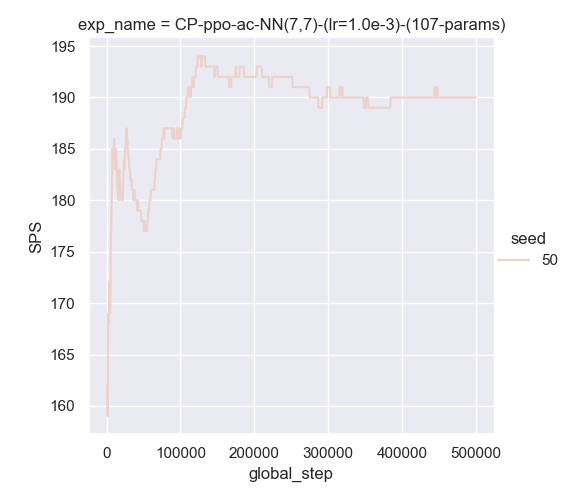 exp_name = CP-ppo-ac-NN(7,7)-(lr=1.0e-3)-(107-params)
195
190
185
180
175
170
165
160
SPS
seed
50
0 100000 200000 300000 400000 500000
global_step